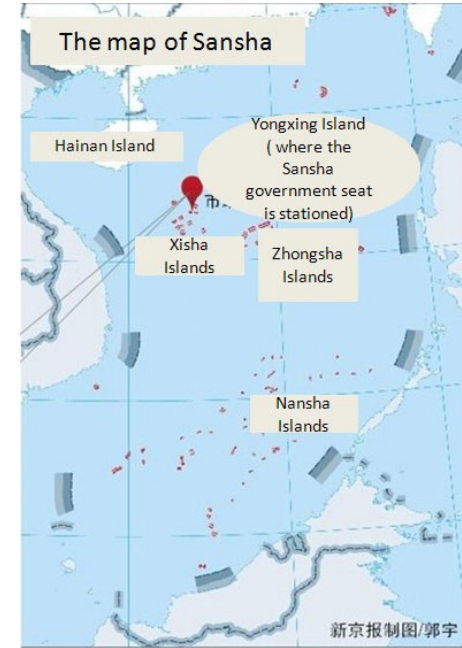 The map of Sansha
Hainan Island
Yongxing Island
( where the
Sansha
government seat
is stationed)
市
Xisha
Islands
Zhongsha
Islands
Nansha
Islands
新京报制图/郭宇